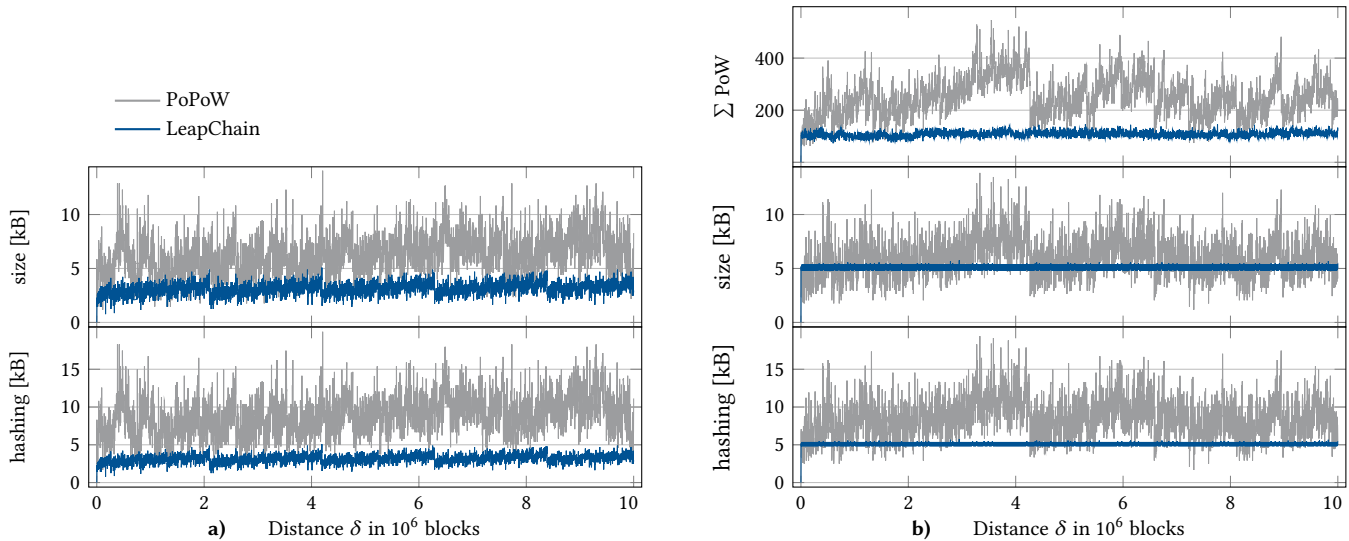 PoPoW
LeapChain
size [kB]
10
5
0
hashing [kB]
15
10
5
0
0 2 4 6 8 10
a) Distance δ in 10⁶ blocks
∑ PoW
400
200
size [kB]
10
5
0
hashing [kB]
15
10
5
0
0 2 4 6 8 10
b) Distance δ in 10⁶ blocks